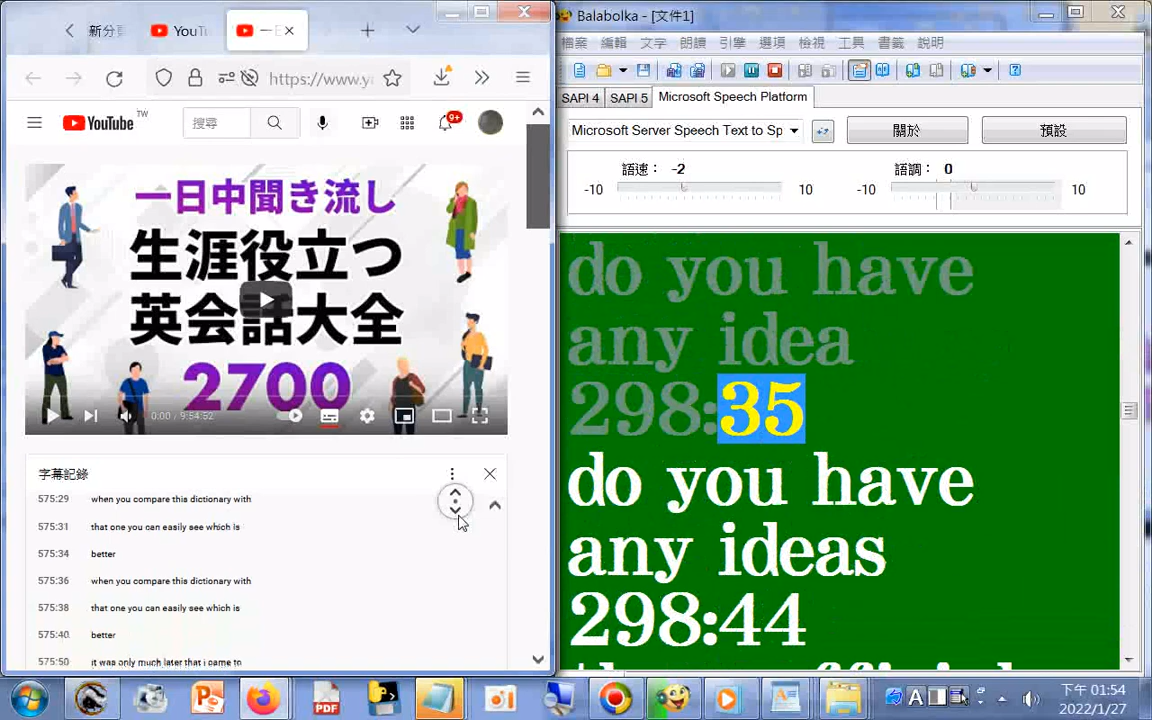 新分
YouTu
一 E
https://www.y
YouTube TW
搜尋
9+
一日中聞き流し
生涯役立つ
英会話大全
2700
0:00 / 9:54:52
字幕記錄
575:29 when you compare this dictionary with
575:31 that one you can easily see which is
575:34 better
575:36 when you compare this dictionary with
575:38 that one you can easily see which is
575:40 better
575:50 it was only much later that i came to
Balabolka - [文件1]
檔案 編輯 文字 朗讀 引擎 選項 檢視 工具 書籤 說明
SAPI 4 SAPI 5 Microsoft Speech Platform
Microsoft Server Speech Text to Sp 關於 預設
語速： -2 語調： 0
-10 10 -10 10
do you have
any idea
298:35
do you have
any ideas
298:44
PDF
下午 01:54
2022/1/27